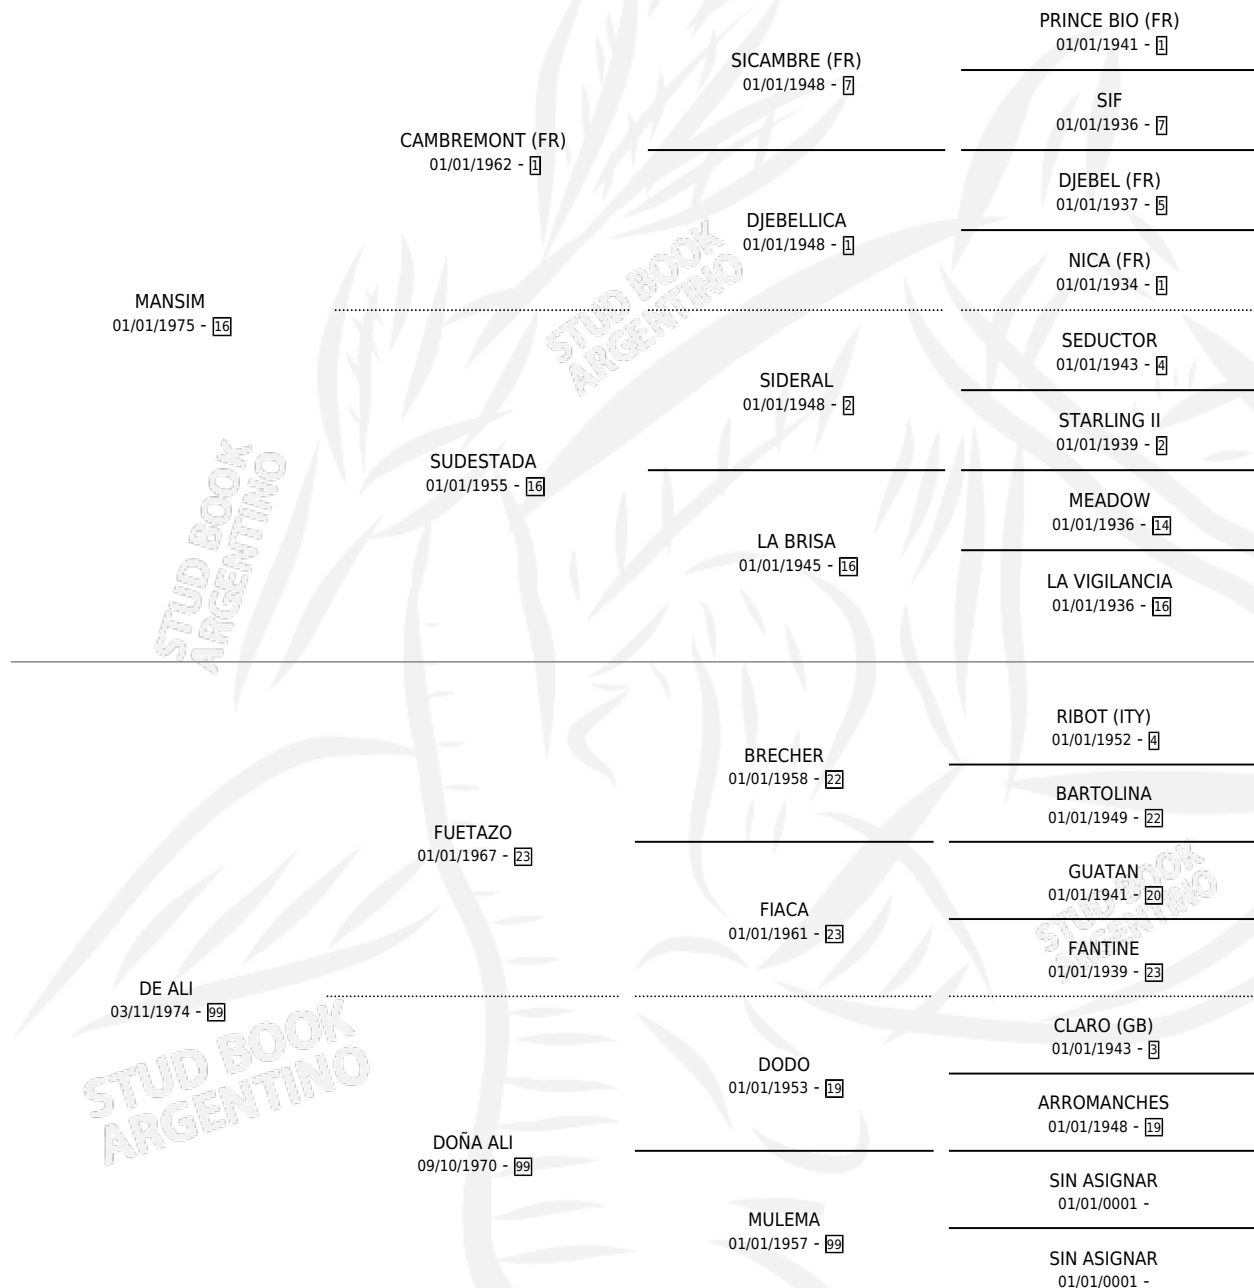 PRINCE BIO (FR)
01/01/1941 - 1
SICAMBRE (FR)
01/01/1948 - 7
SIF
01/01/1936 - 7
CAMBREMONT (FR)
01/01/1962 - 1
DJEBEL (FR)
01/01/1937 - 5
DJEBELLICA
01/01/1948 - 1
NICA (FR)
01/01/1934 - 1
MANSIM
01/01/1975 - 16
SEDUCTOR
01/01/1943 - 4
SIDERAL
01/01/1948 - 2
STARLING II
01/01/1939 - 2
SUDESTADA
01/01/1955 - 16
MEADOW
01/01/1936 - 14
LA BRISA
01/01/1945 - 16
LA VIGILANCIA
01/01/1936 - 16
RIBOT (ITY)
01/01/1952 - 4
BRECHER
01/01/1958 - 22
BARTOLINA
01/01/1949 - 22
FUETAZO
01/01/1967 - 23
GUATAN
01/01/1941 - 20
FIACA
01/01/1961 - 23
FANTINE
01/01/1939 - 23
DE ALI
03/11/1974 - 99
CLARO (GB)
01/01/1943 - 3
DODO
01/01/1953 - 19
ARROMANCHES
01/01/1948 - 19
DOÑA ALI
09/10/1970 - 99
SIN ASIGNAR
01/01/0001 -
MULEMA
01/01/1957 - 99
SIN ASIGNAR
01/01/0001 -
STUD BOOK
ARGENTINO
STUD BOOK
ARGENTINO
STUD BOOK
ARGENTINO
STUD BOOK
ARGENTINO